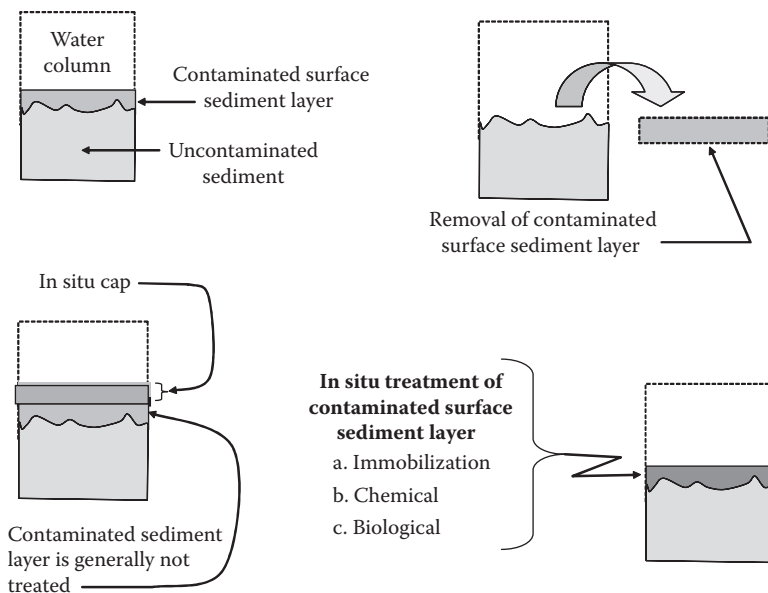 Water
column
Contaminated surface
sediment layer
Uncontaminated
sediment
Removal of contaminated
surface sediment layer
In situ cap
Contaminated sediment
layer is generally not
treated
In situ treatment of
contaminated surface
sediment layer
a. Immobilization
b. Chemical
c. Biological